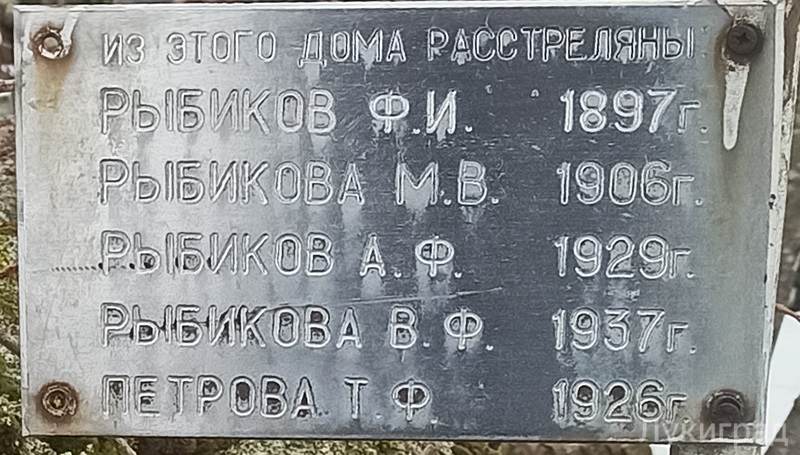 ИЗ ЭТОГО ДОМА РАССТРЕЛЯНЫ
РЫБИКОВ Ф.И. 1897г.
РЫБИКОВА М.В. 1906г.
РЫБИКОВ А.Ф. 1929г.
РЫБИКОВА В.Ф. 1937г.
ПЕТРОВА Т.Ф. 1926г.
Лукиград